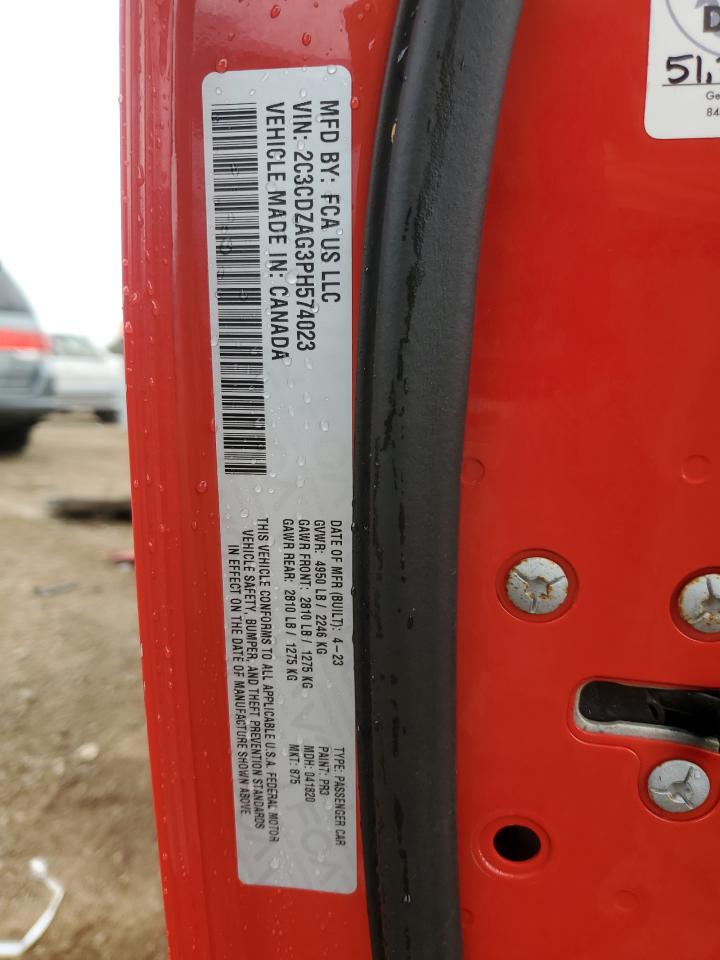 MFD BY: FCA US LLC
VIN: 2C3CDZAG3PH574023
VEHICLE MADE IN: CANADA
DATE OF MFR (BUILT): 4-23
GVWR: 4950 LB / 2246 KG
GAWR FRONT: 2810 LB / 1275 KG
GAWR REAR: 2810 LB / 1275 KG
TYPE: PASSENGER CAR
PAINT: PR3
MDH: 041820
MKT: 875
THIS VEHICLE CONFORMS TO ALL APPLICABLE U.S.A. FEDERAL MOTOR
VEHICLE SAFETY, BUMPER, AND THEFT PREVENTION STANDARDS
IN EFFECT ON THE DATE OF MANUFACTURE SHOWN ABOVE